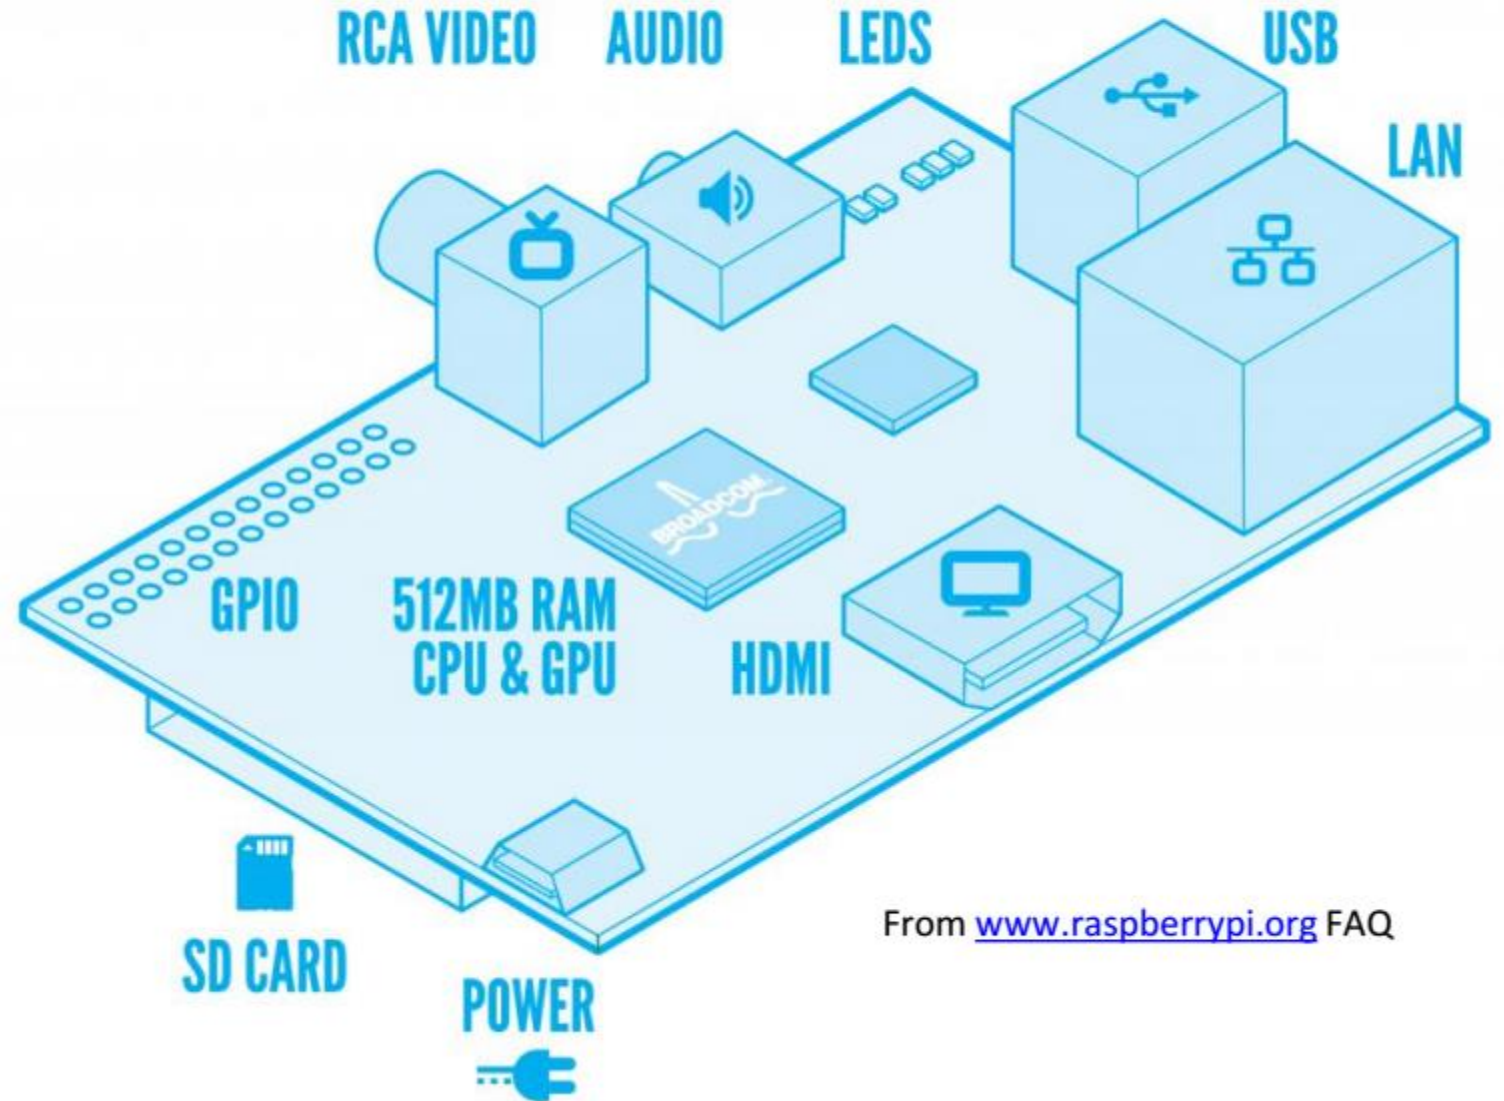 RCA VIDEO
AUDIO
LEDS
USB
LAN
BROADCOM
GPIO
512MB RAM
CPU & GPU
HDMI
SD CARD
POWER
From www.raspberrypi.org FAQ